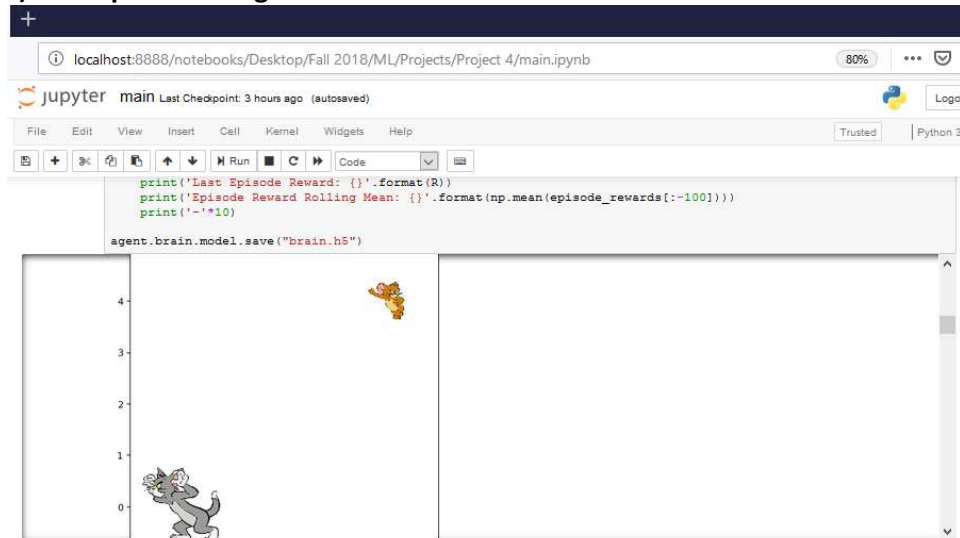 +
localhost:8888/notebooks/Desktop/Fall 2018/ML/Projects/Project 4/main.ipynb 80% •••
jupyter main Last Checkpoint: 3 hours ago (autosaved) Logo
File Edit View Insert Cell Kernel Widgets Help Trusted Python 3
Run Code
print('Last Episode Reward: {}'.format(R))
print('Episode Reward Rolling Mean: {}'.format(np.mean(episode_rewards[:-100])))
print('-'*10)
agent.brain.model.save("brain.h5")
4
3
2
1
0